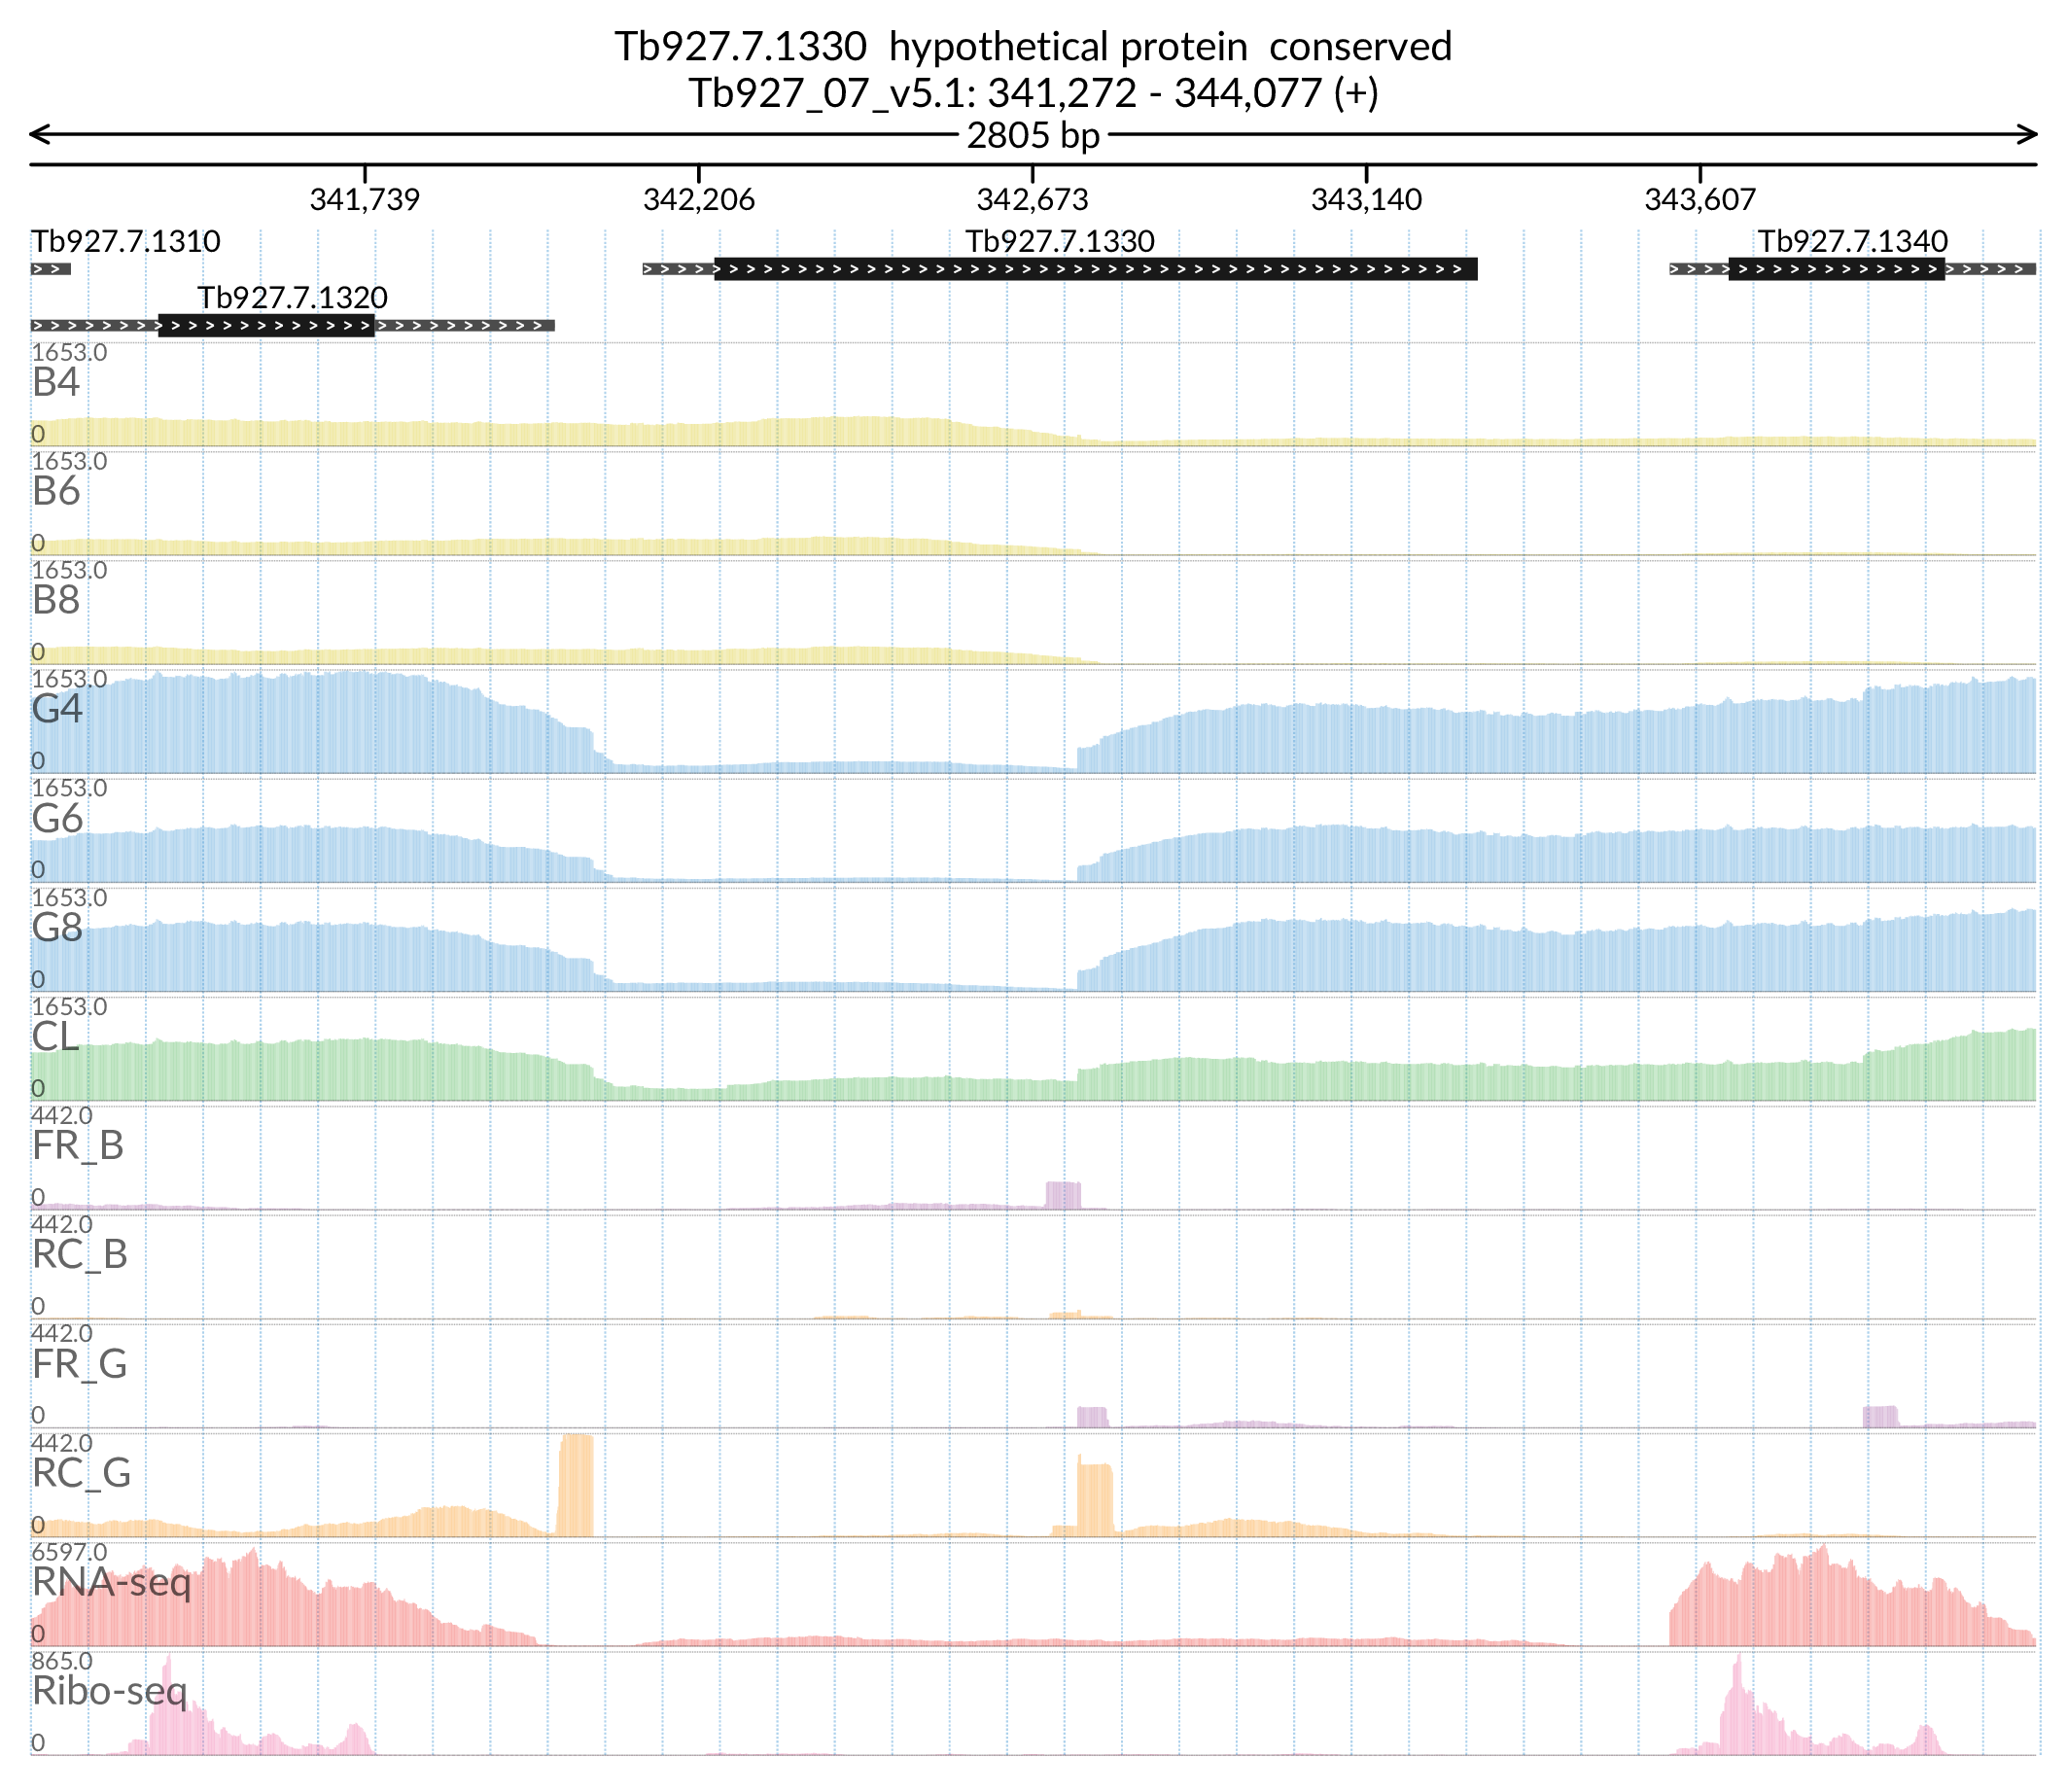 Tb927.7.1330 hypothetical protein conserved
Tb927_07_v5.1: 341,272 - 344,077 (+)
2805 bp
341,739 342,206 342,673 343,140 343,607
Tb927.7.1310 Tb927.7.1330 Tb927.7.1340
Tb927.7.1320
1653.0
B4
0
1653.0
B6
0
1653.0
B8
0
1653.0
G4
0
1653.0
G6
0
1653.0
G8
0
1653.0
CL
0
442.0
FR_B
0
442.0
RC_B
0
442.0
FR_G
0
442.0
RC_G
0
6597.0
RNA-seq
0
865.0
Ribo-seq
0